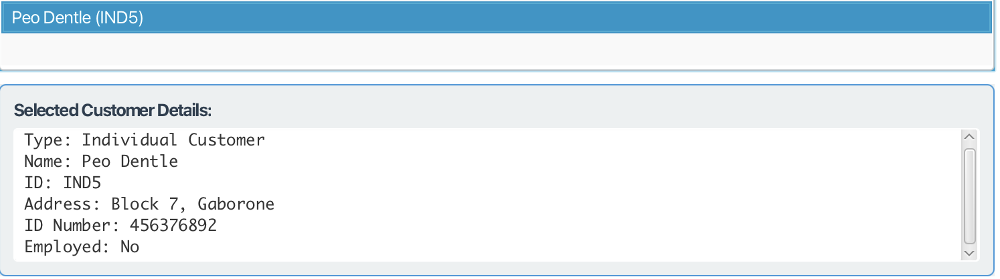 Peo Dentle (IND5)
Selected Customer Details:
Type: Individual Customer
Name: Peo Dentle
ID: IND5
Address: Block 7, Gaborone
ID Number: 456376892
Employed: No